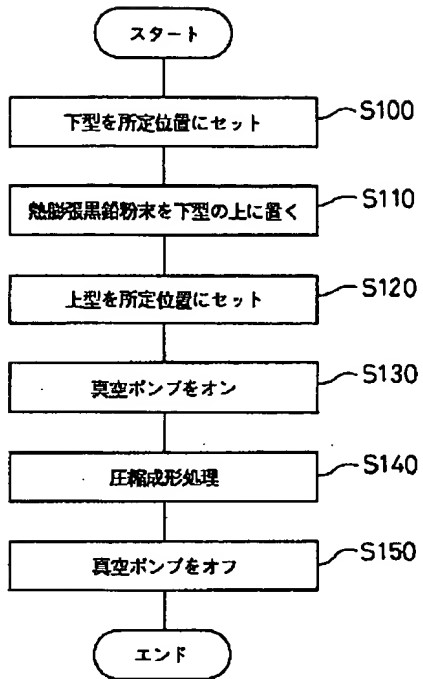 スタート
下型を所定位置にセット
S100
熱膨張黒鉛粉末を下型の上に置く
S110
上型を所定位置にセット
S120
真空ポンプをオン
S130
圧縮成形処理
S140
真空ポンプをオフ
S150
エンド